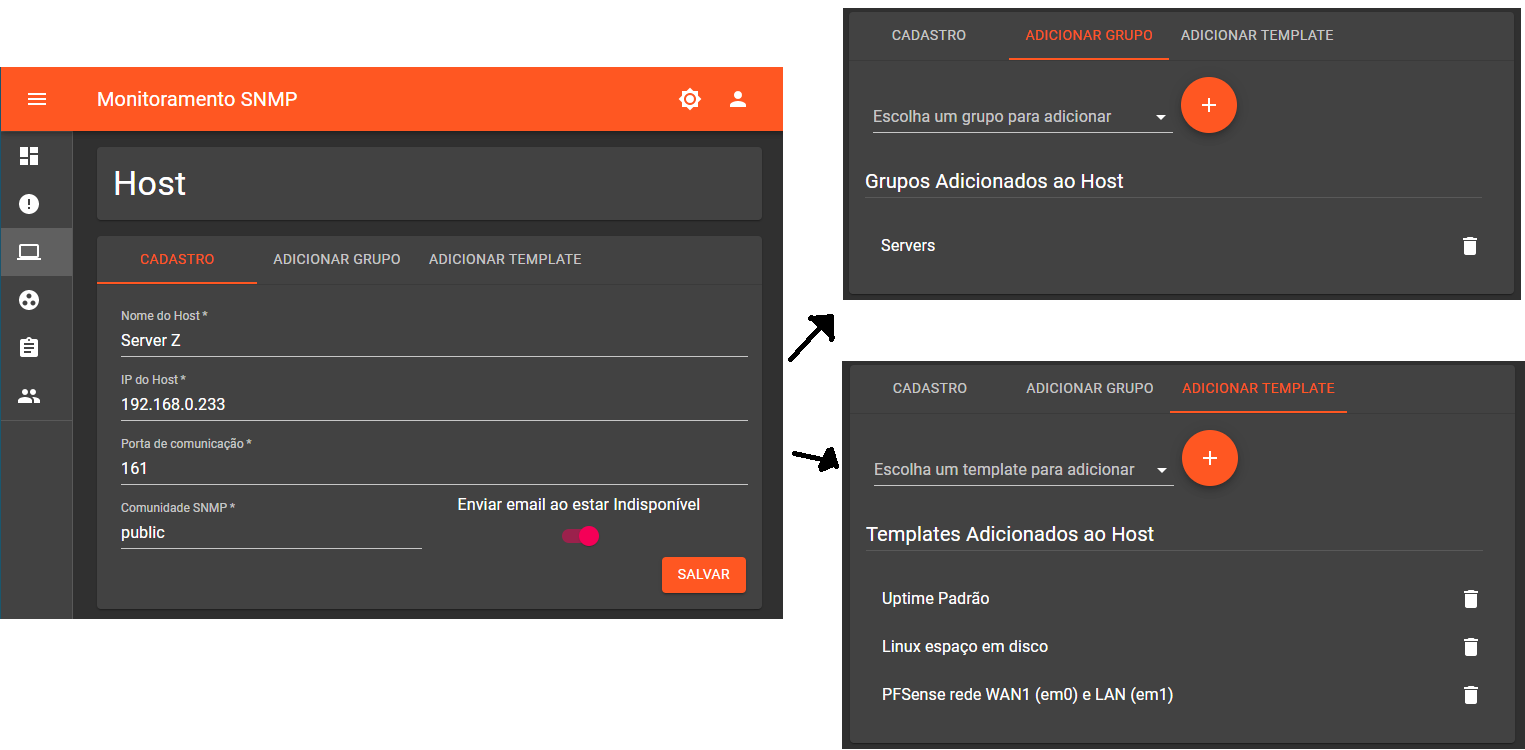 Monitoramento SNMP
Host
CADASTRO ADICIONAR GRUPO ADICIONAR TEMPLATE
Nome do Host *
Server Z
IP do Host *
192.168.0.233
Porta de comunicação *
161
Comunidade SNMP *
public
Enviar email ao estar Indisponível
SALVAR
CADASTRO ADICIONAR GRUPO ADICIONAR TEMPLATE
Escolha um grupo para adicionar
Grupos Adicionados ao Host
Servers
CADASTRO ADICIONAR GRUPO ADICIONAR TEMPLATE
Escolha um template para adicionar
Templates Adicionados ao Host
Uptime Padrão
Linux espaço em disco
PFSense rede WAN1 (em0) e LAN (em1)